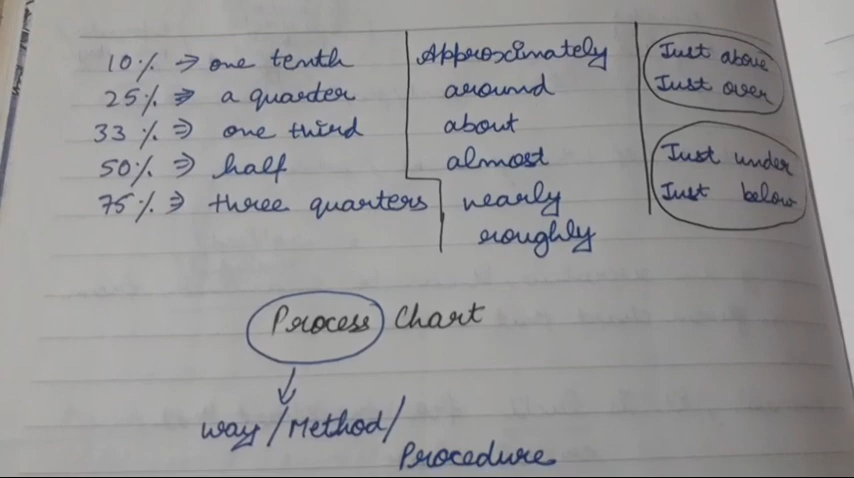 10% → one tenth
25% ⇒ a quarter
33% ⇒ one third
50% ⇒ half
75% ⇒ three quarters
Approximately
around
about
almost
nearly
roughly
Just above
Just over
Just under
Just below
Process Chart
way / Method /
Procedure